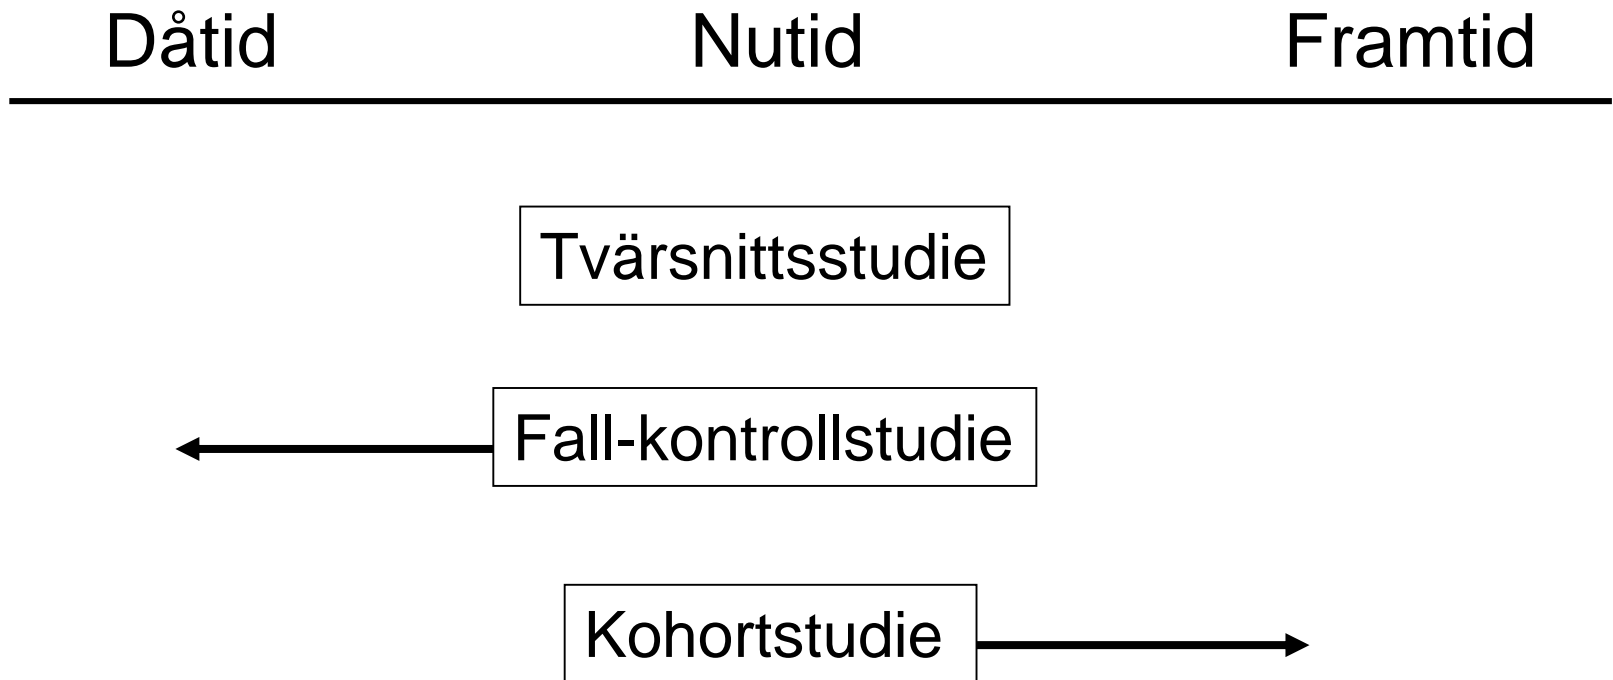 Dåtid Nutid Framtid
Tvärsnittsstudie
Fall-kontrollstudie
Kohortstudie